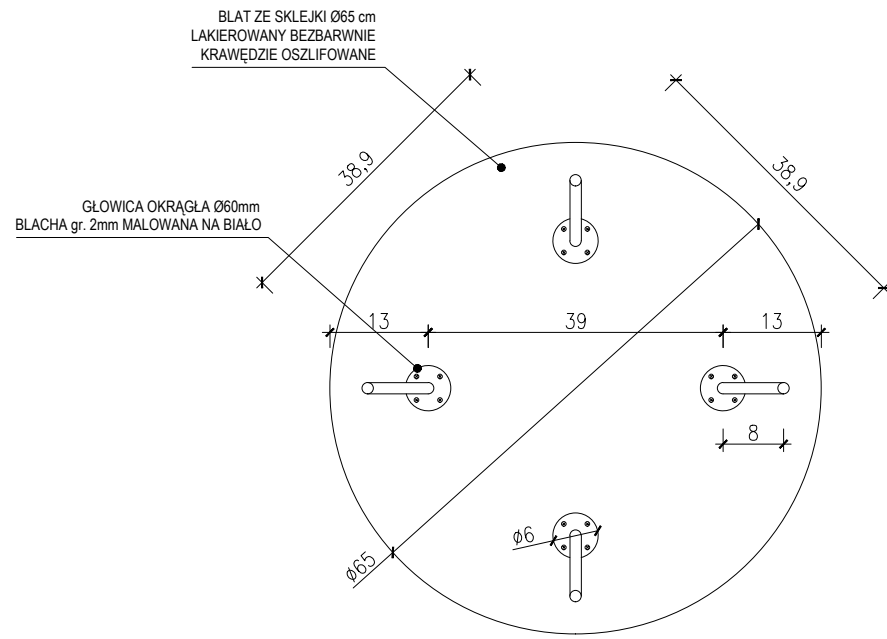 BLAT ZE SKLEJKI Ø65 cm
LAKIEROWANY BEZBARWNIE
KRAWĘDZIE OSZLIFOWANE
38,9
38,9
GŁOWICA OKRĄGŁA Ø60mm
BLACHA gr. 2mm MALOWANA NA BIAŁO
13
39
13
8
Ø6
Ø65